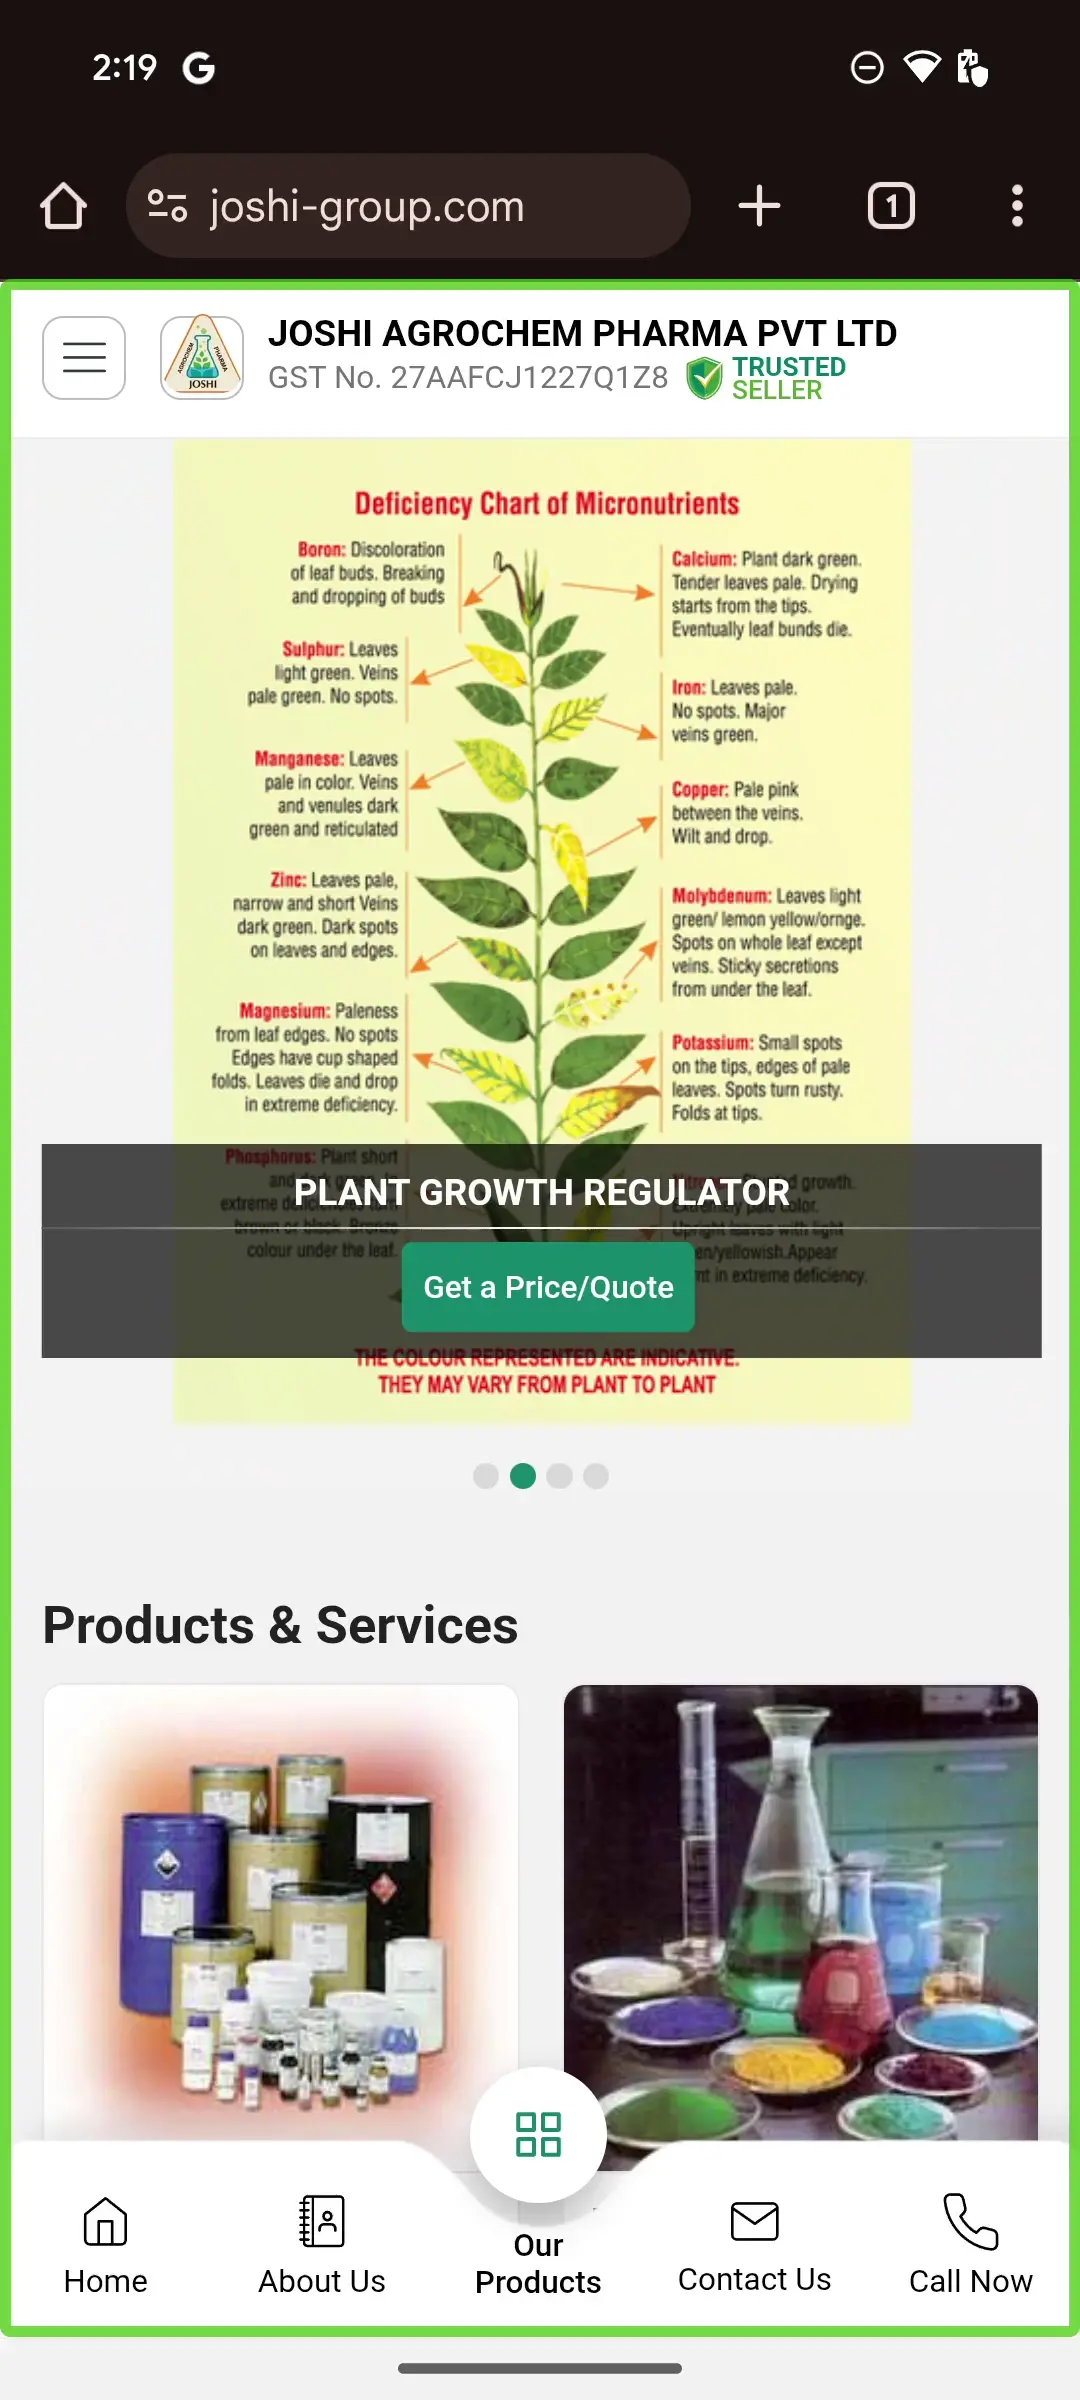 2:19
joshi-group.com
1
JOSHI AGROCHEM PHARMA PVT LTD
GST No. 27AAFCJ1227Q1Z8
TRUSTED
SELLER
AGROCHEM
PHARMA
JOSHI
Deficiency Chart of Micronutrients
Boron: Discoloration
of leaf buds. Breaking
and dropping of buds
Sulphur: Leaves
light green. Veins
pale green. No spots.
Manganese: Leaves
pale in color. Veins
and venules dark
green and reticulated
Zinc: Leaves pale,
narrow and short Veins
dark green. Dark spots
on leaves and edges.
Magnesium: Paleness
from leaf edges. No spots
Edges have cup shaped
folds. Leaves die and drop
in extreme deficiency.
Phosphorus: Plant short
extreme
brown or black. Bronze
colour under the leaf.
Calcium: Plant dark green.
Tender leaves pale. Drying
starts from the tips.
Eventually leaf bunds die.
Iron: Leaves pale.
No spots. Major
veins green.
Copper: Pale pink
between the veins.
Wilt and drop.
Molybdenum: Leaves light
green/ lemon yellow/ornge.
Spots on whole leaf except
veins. Sticky secretions
from under the leaf.
Potassium: Small spots
on the tips, edges of pale
leaves. Spots turn rusty.
Folds at tips.
growth.
Extremely pale color.
Upright leaves with light
en/yellowish.Appear
nt in extreme deficiency.
PLANT GROWTH REGULATOR
Get a Price/Quote
THE COLOUR REPRESENTED ARE INDICATIVE.
THEY MAY VARY FROM PLANT TO PLANT
Products & Services
Home
About Us
Our
Products
Contact Us
Call Now